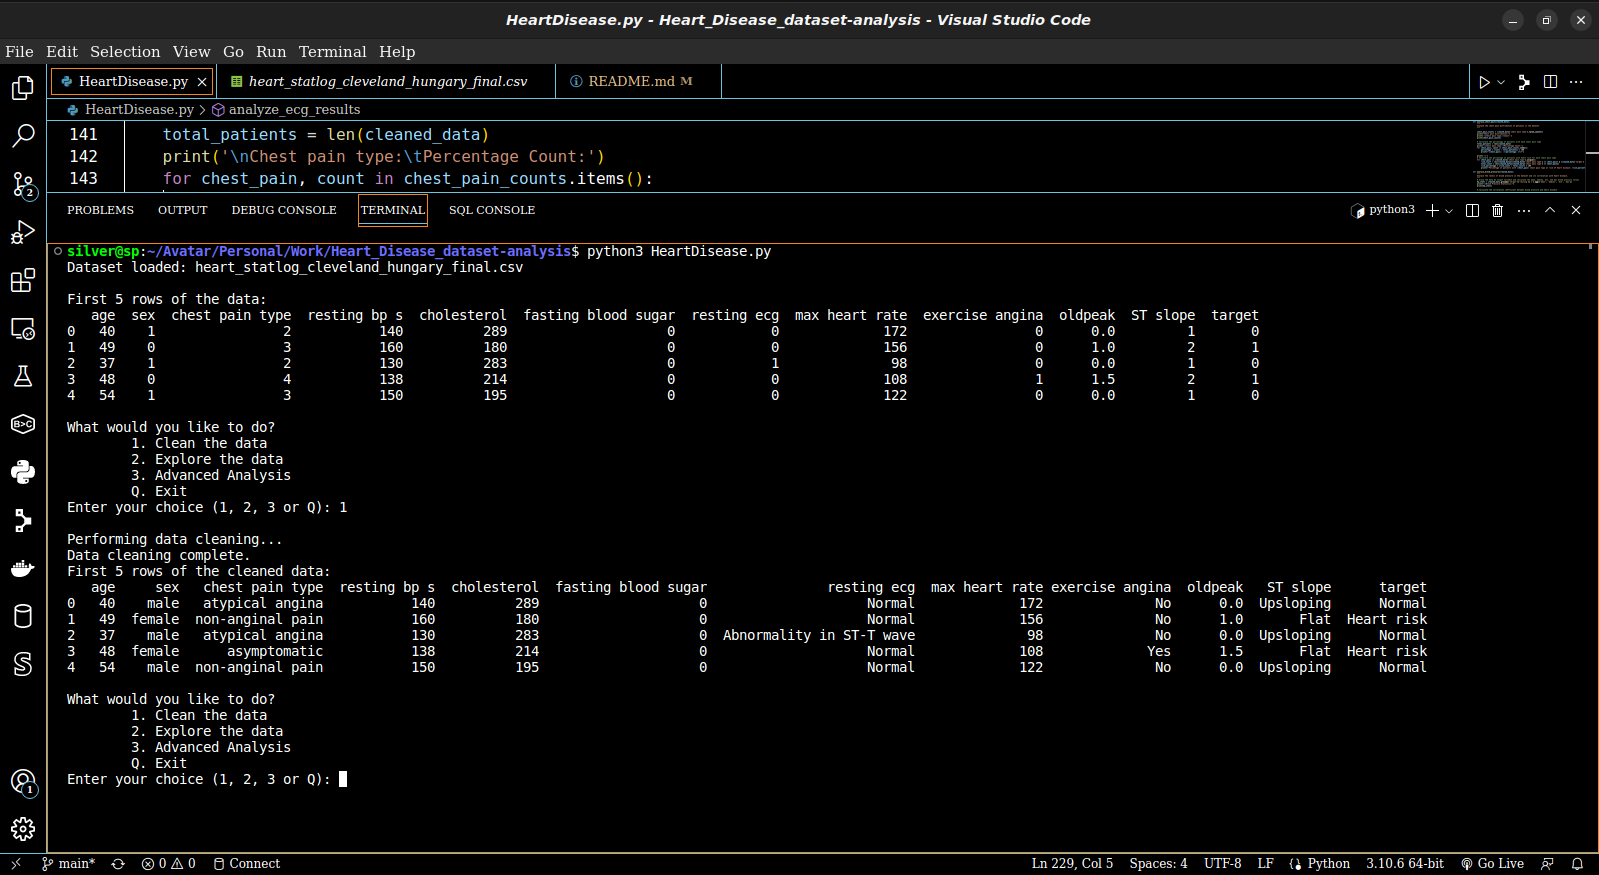 HeartDisease.py - Heart_Disease_dataset-analysis - Visual Studio Code
File Edit Selection View Go Run Terminal Help
HeartDisease.py heart_statlog_cleveland_hungary_final.csv README.md M
HeartDisease.py > analyze_ecg_results
141 total_patients = len(cleaned_data)
142 print('\nChest pain type:\tPercentage Count:')
143 for chest_pain, count in chest_pain_counts.items():
PROBLEMS OUTPUT DEBUG CONSOLE TERMINAL SQL CONSOLE python3
silver@sp:~/Avatar/Personal/Work/Heart_Disease_dataset-analysis$ python3 HeartDisease.py
Dataset loaded: heart_statlog_cleveland_hungary_final.csv
First 5 rows of the data:
age sex chest pain type resting bp s cholesterol fasting blood sugar resting ecg max heart rate exercise angina oldpeak ST slope target
0 40 1 2 140 289 0 0 172 0 0.0 1 0
1 49 0 3 160 180 0 0 156 0 1.0 2 1
2 37 1 2 130 283 0 1 98 0 0.0 1 0
3 48 0 4 138 214 0 0 108 1 1.5 2 1
4 54 1 3 150 195 0 0 122 0 0.0 1 0
What would you like to do?
1. Clean the data
2. Explore the data
3. Advanced Analysis
Q. Exit
Enter your choice (1, 2, 3 or Q): 1
Performing data cleaning...
Data cleaning complete.
First 5 rows of the cleaned data:
age sex chest pain type resting bp s cholesterol fasting blood sugar resting ecg max heart rate exercise angina oldpeak ST slope target
0 40 male atypical angina 140 289 0 Normal 172 No 0.0 Upsloping Normal
1 49 female non-anginal pain 160 180 0 Normal 156 No 1.0 Flat Heart risk
2 37 male atypical angina 130 283 0 Abnormality in ST-T wave 98 No 0.0 Upsloping Normal
3 48 female asymptomatic 138 214 0 Normal 108 Yes 1.5 Flat Heart risk
4 54 male non-anginal pain 150 195 0 Normal 122 No 0.0 Upsloping Normal
What would you like to do?
1. Clean the data
2. Explore the data
3. Advanced Analysis
Q. Exit
Enter your choice (1, 2, 3 or Q):
2
B>C
1
main* 0 0 Connect Ln 229, Col 5 Spaces: 4 UTF-8 LF Python 3.10.6 64-bit Go Live